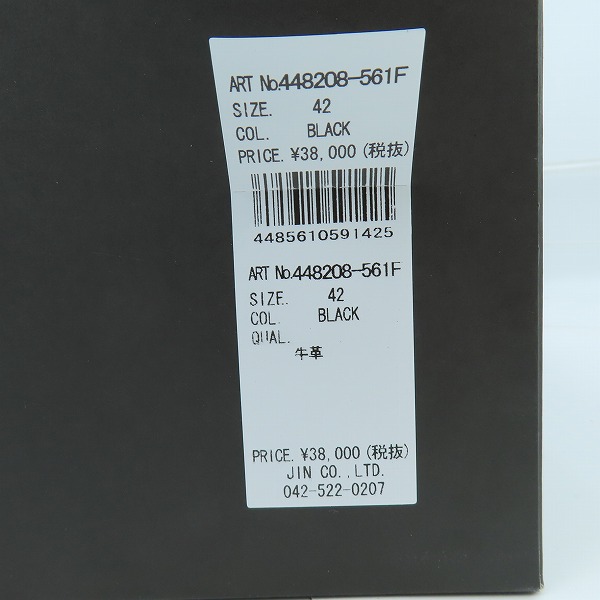 ART No.448208-561F
SIZE. 42
COL. BLACK
PRICE. ¥38,000(税抜)
4485610591425
ART No.448208-561F
SIZE. 42
COL. BLACK
QUAL.
牛革
PRICE. ¥38,000(税抜)
JIN CO.,LTD.
042-522-0207